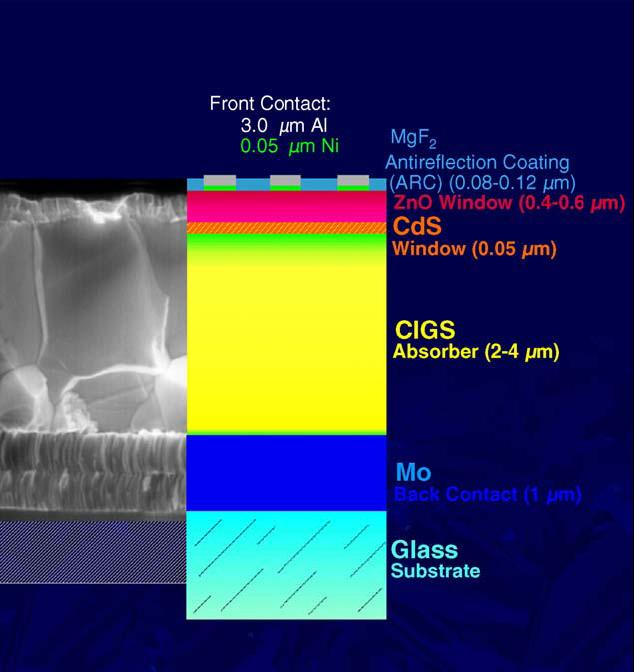 Front Contact:
3.0 µm Al
0.05 µm Ni
MgF₂
Antireflection Coating
(ARC) (0.08-0.12 µm)
ZnO Window (0.4-0.6 µm)
CdS
Window (0.05 µm)
CIGS
Absorber (2-4 µm)
Mo
Back Contact (1 µm)
Glass
Substrate